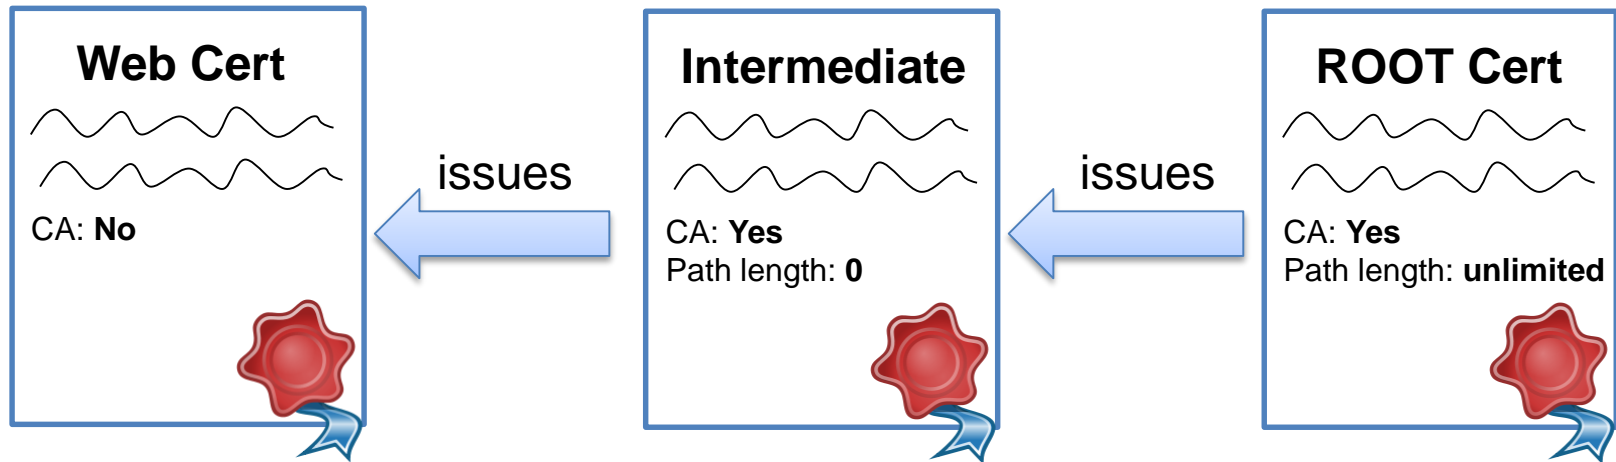 Web Cert
CA: No
issues
Intermediate
CA: Yes
Path length: 0
issues
ROOT Cert
CA: Yes
Path length: unlimited